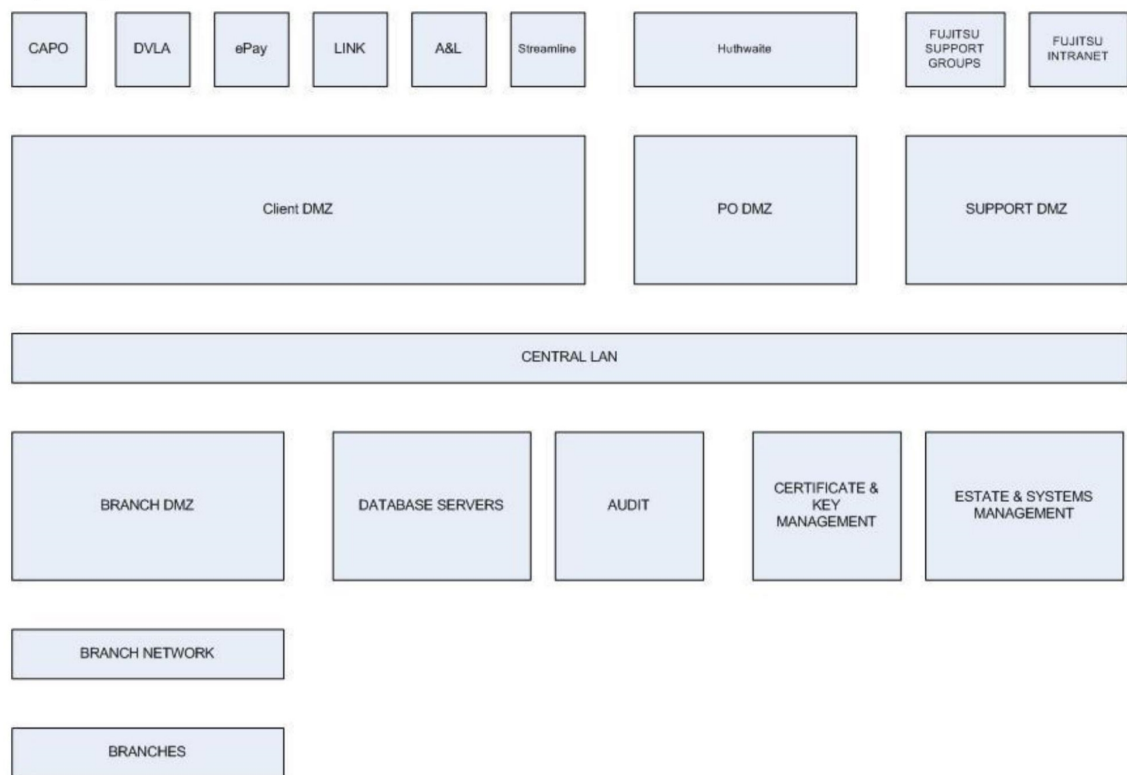 CAPO
DVLA
ePay
LINK
A&L
Streamline
Huthwaite
FUJITSU
SUPPORT
GROUPS
FUJITSU
INTRANET
Client DMZ
PO DMZ
SUPPORT DMZ
CENTRAL LAN
BRANCH DMZ
DATABASE SERVERS
AUDIT
CERTIFICATE &
KEY
MANAGEMENT
ESTATE & SYSTEMS
MANAGEMENT
BRANCH NETWORK
BRANCHES